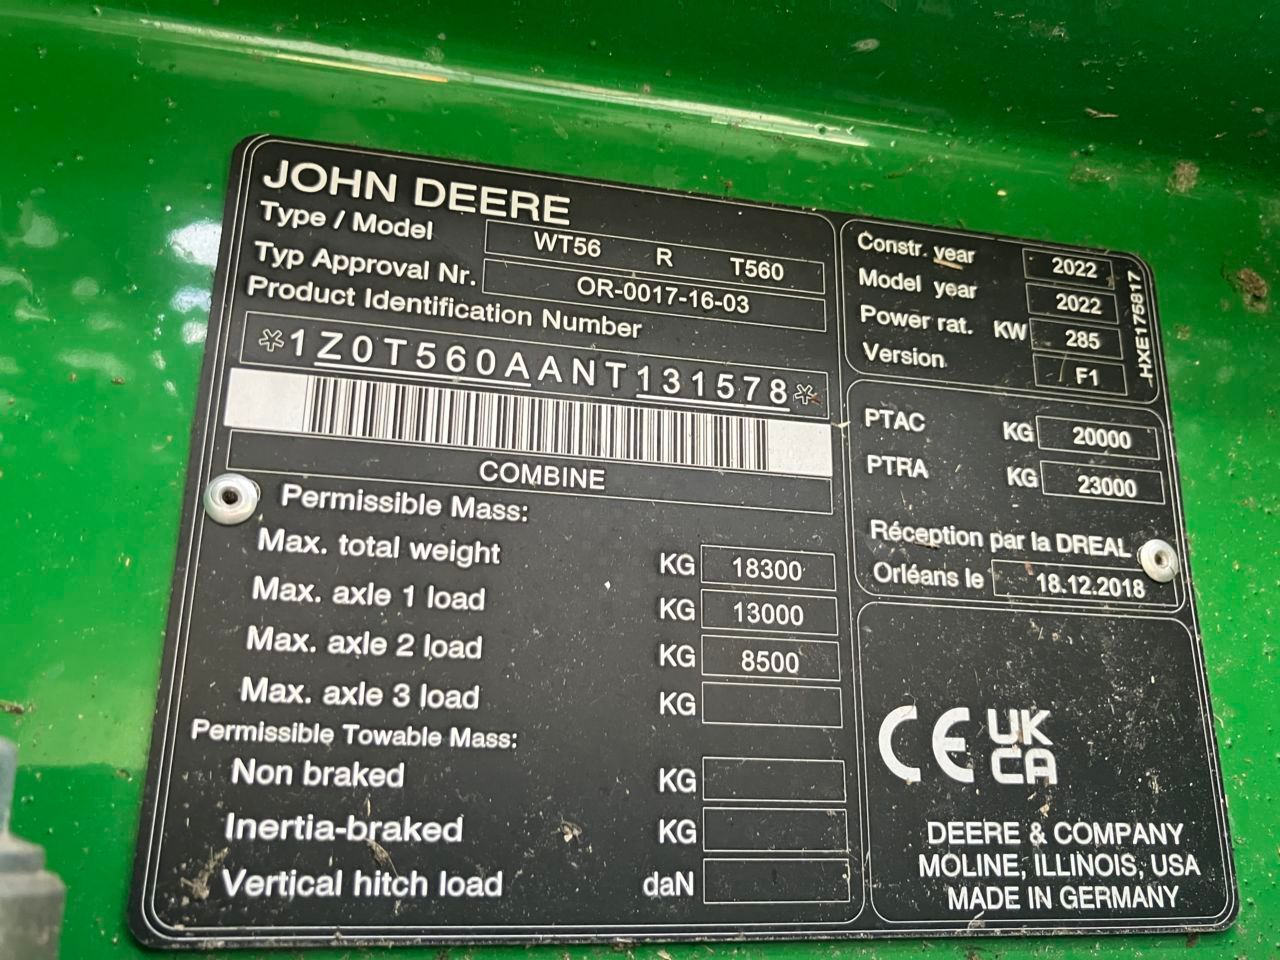 JOHN DEERE
Type / Model WT56 R T560
Typ Approval Nr. OR-0017-16-03
Product Identification Number
*1Z0T560AANT131578*
COMBINE
Permissible Mass:
Max. total weight KG 18300
Max. axle 1 load KG 13000
Max. axle 2 load KG 8500
Max. axle 3 load KG
Permissible Towable Mass:
Non braked KG
Inertia-braked KG
Vertical hitch load daN
Constr. year 2022
Model year 2022
Power rat. KW 285
Version F1
HXE175817
PTAC KG 20000
PTRA KG 23000
Réception par la DREAL
Orléans le 18.12.2018
CE UK
CA
DEERE & COMPANY
MOLINE, ILLINOIS, USA
MADE IN GERMANY